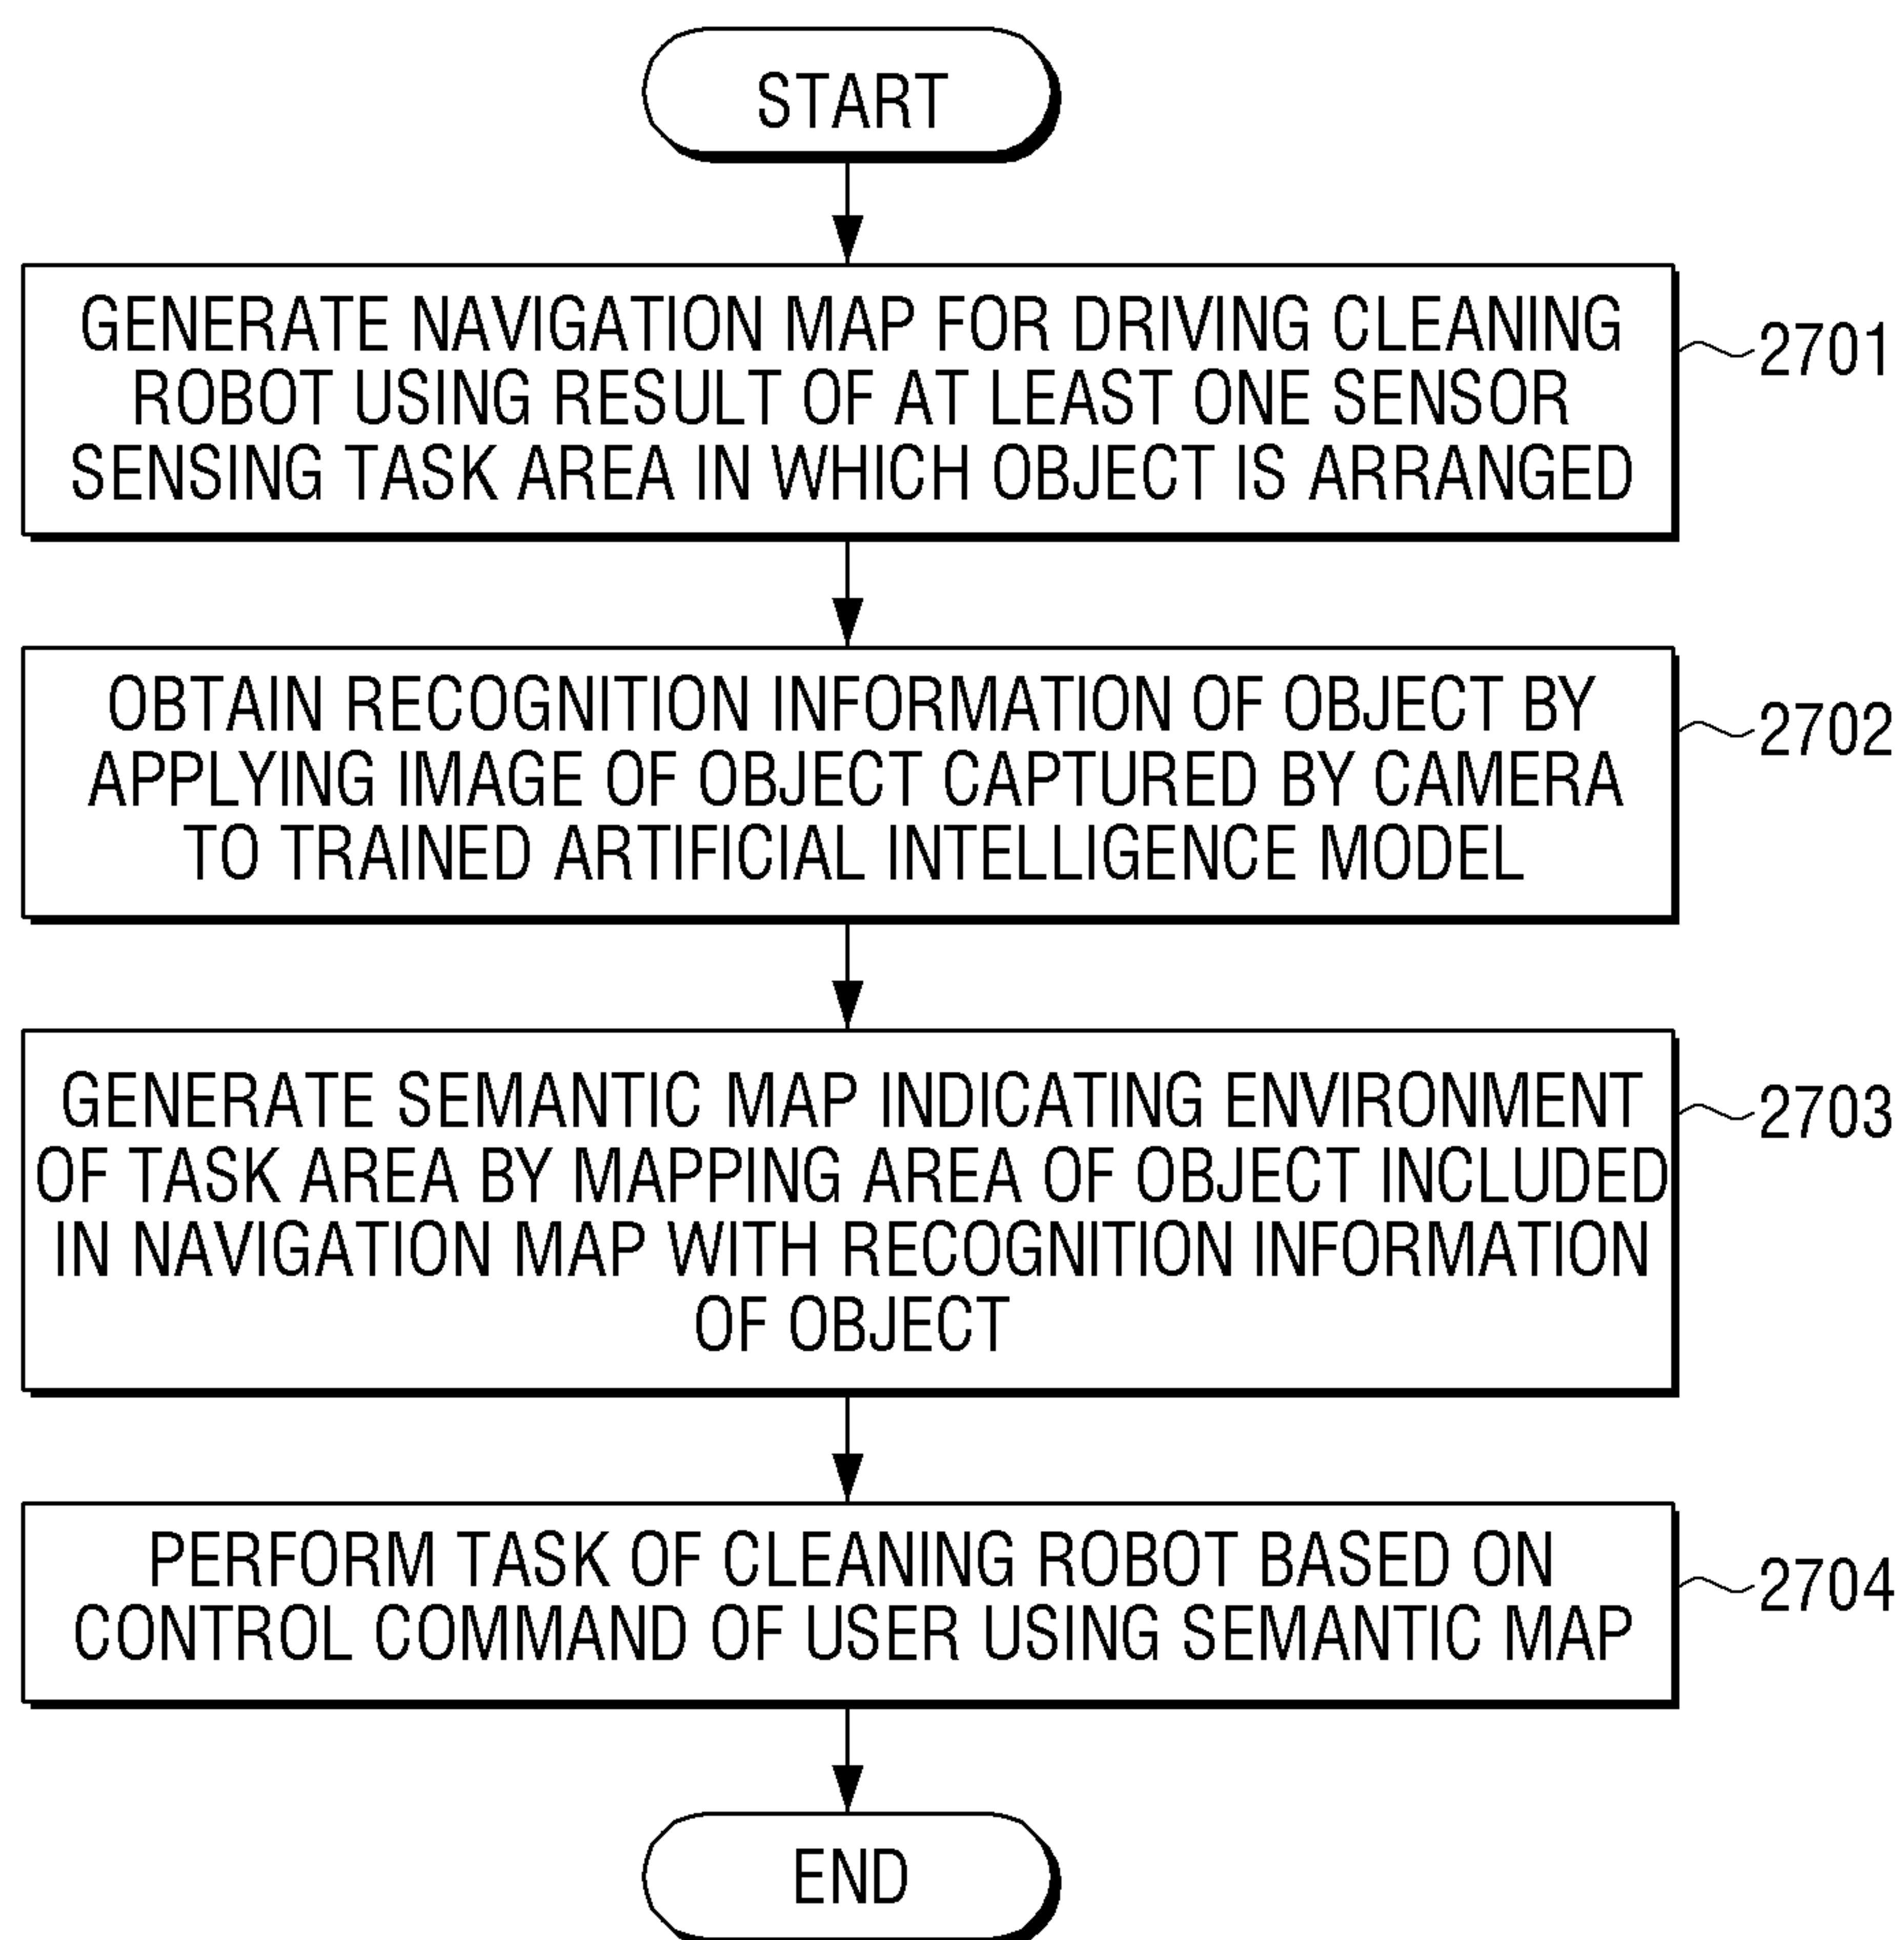 START
GENERATE NAVIGATION MAP FOR DRIVING CLEANING
ROBOT USING RESULT OF AT LEAST ONE SENSOR
SENSING TASK AREA IN WHICH OBJECT IS ARRANGED
2701
OBTAIN RECOGNITION INFORMATION OF OBJECT BY
APPLYING IMAGE OF OBJECT CAPTURED BY CAMERA
TO TRAINED ARTIFICIAL INTELLIGENCE MODEL
2702
GENERATE SEMANTIC MAP INDICATING ENVIRONMENT
OF TASK AREA BY MAPPING AREA OF OBJECT INCLUDED
IN NAVIGATION MAP WITH RECOGNITION INFORMATION
OF OBJECT
2703
PERFORM TASK OF CLEANING ROBOT BASED ON
CONTROL COMMAND OF USER USING SEMANTIC MAP
2704
END